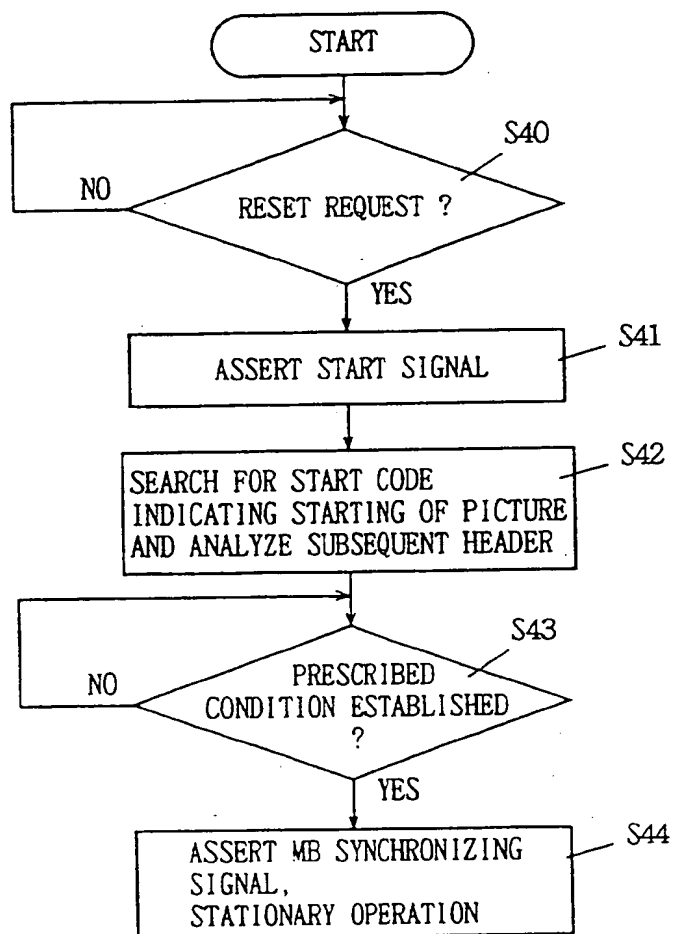 START
S40
NO
RESET REQUEST ?
YES
S41
ASSERT START SIGNAL
S42
SEARCH FOR START CODE
INDICATING STARTING OF PICTURE
AND ANALYZE SUBSEQUENT HEADER
S43
NO
PRESCRIBED
CONDITION ESTABLISHED
?
YES
S44
ASSERT MB SYNCHRONIZING
SIGNAL,
STATIONARY OPERATION